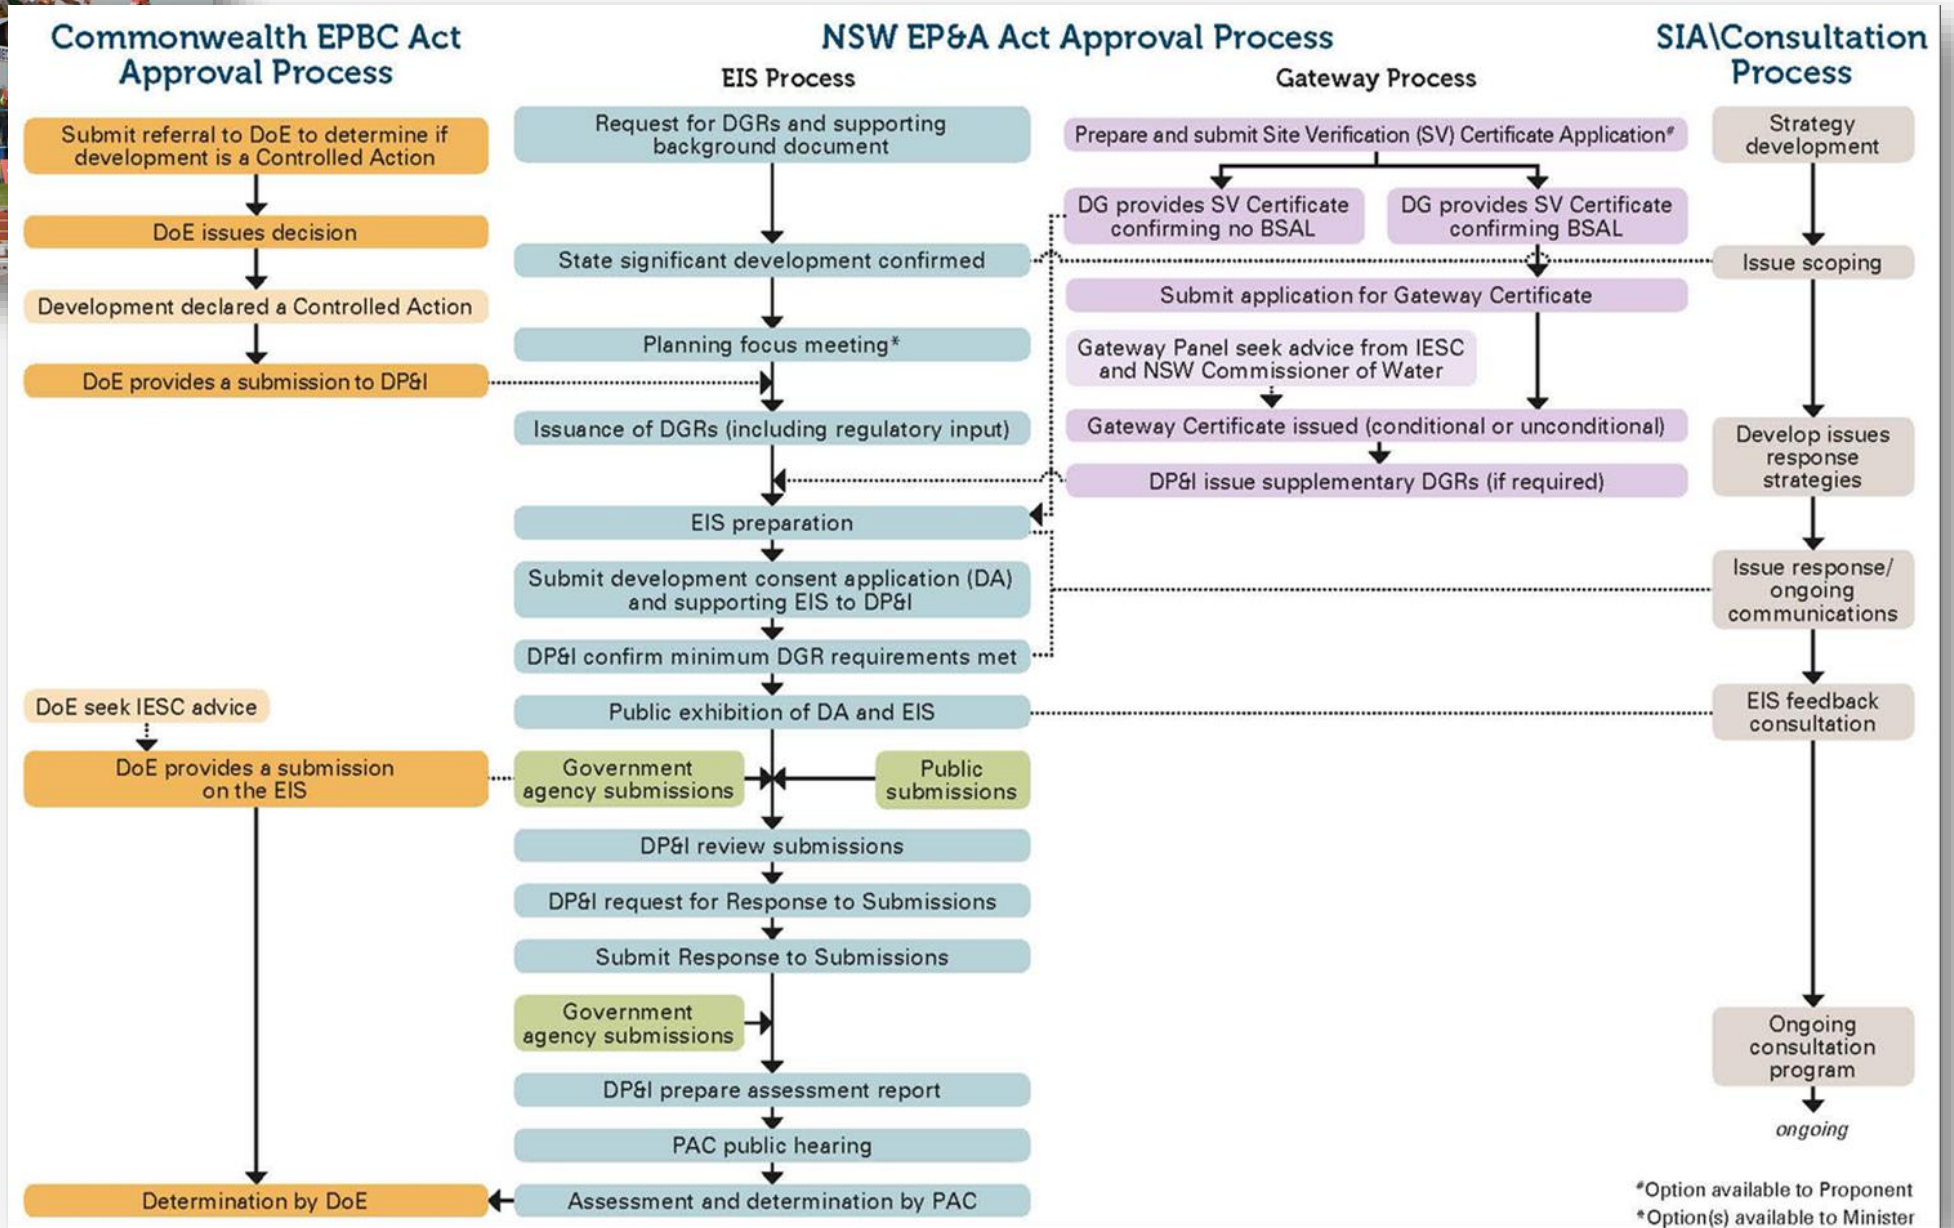 Commonwealth EPBC Act
Approval Process
Submit referral to DoE to determine if
development is a Controlled Action
DoE issues decision
Development declared a Controlled Action
DoE provides a submission to DP&I
DoE seek IESC advice
DoE provides a submission
on the EIS
Determination by DoE
NSW EP&A Act Approval Process
EIS Process
Request for DGRs and supporting
background document
State significant development confirmed
Planning focus meeting*
Issuance of DGRs (including regulatory input)
EIS preparation
Submit development consent application (DA)
and supporting EIS to DP&I
DP&I confirm minimum DGR requirements met
Public exhibition of DA and EIS
Government
agency submissions
Public
submissions
DP&I review submissions
DP&I request for Response to Submissions
Submit Response to Submissions
Government
agency submissions
DP&I prepare assessment report
PAC public hearing
Assessment and determination by PAC
Gateway Process
Prepare and submit Site Verification (SV) Certificate Application#
DG provides SV Certificate
confirming no BSAL
DG provides SV Certificate
confirming BSAL
Submit application for Gateway Certificate
Gateway Panel seek advice from IESC
and NSW Commissioner of Water
Gateway Certificate issued (conditional or unconditional)
DP&I issue supplementary DGRs (if required)
SIA\Consultation
Process
Strategy
development
Issue scoping
Develop issues
response
strategies
Issue response/
ongoing
communications
EIS feedback
consultation
Ongoing
consultation
program
ongoing
#Option available to Proponent
*Option(s) available to Minister